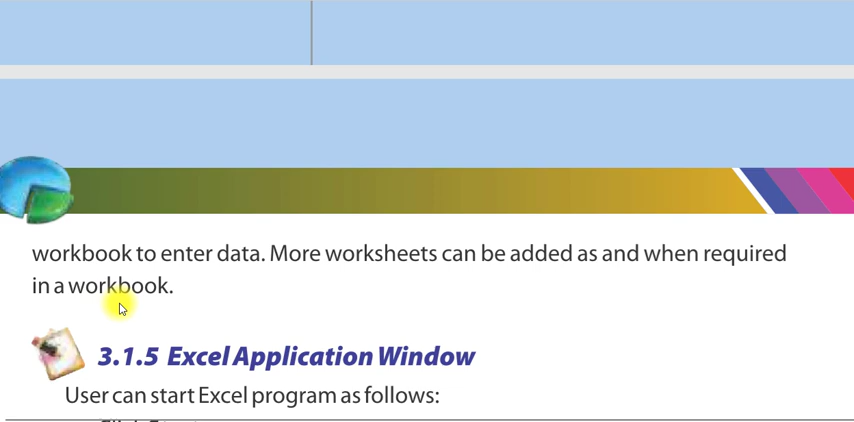 workbook to enter data. More worksheets can be added as and when required
in a workbook.
3.1.5 Excel Application Window
User can start Excel program as follows: